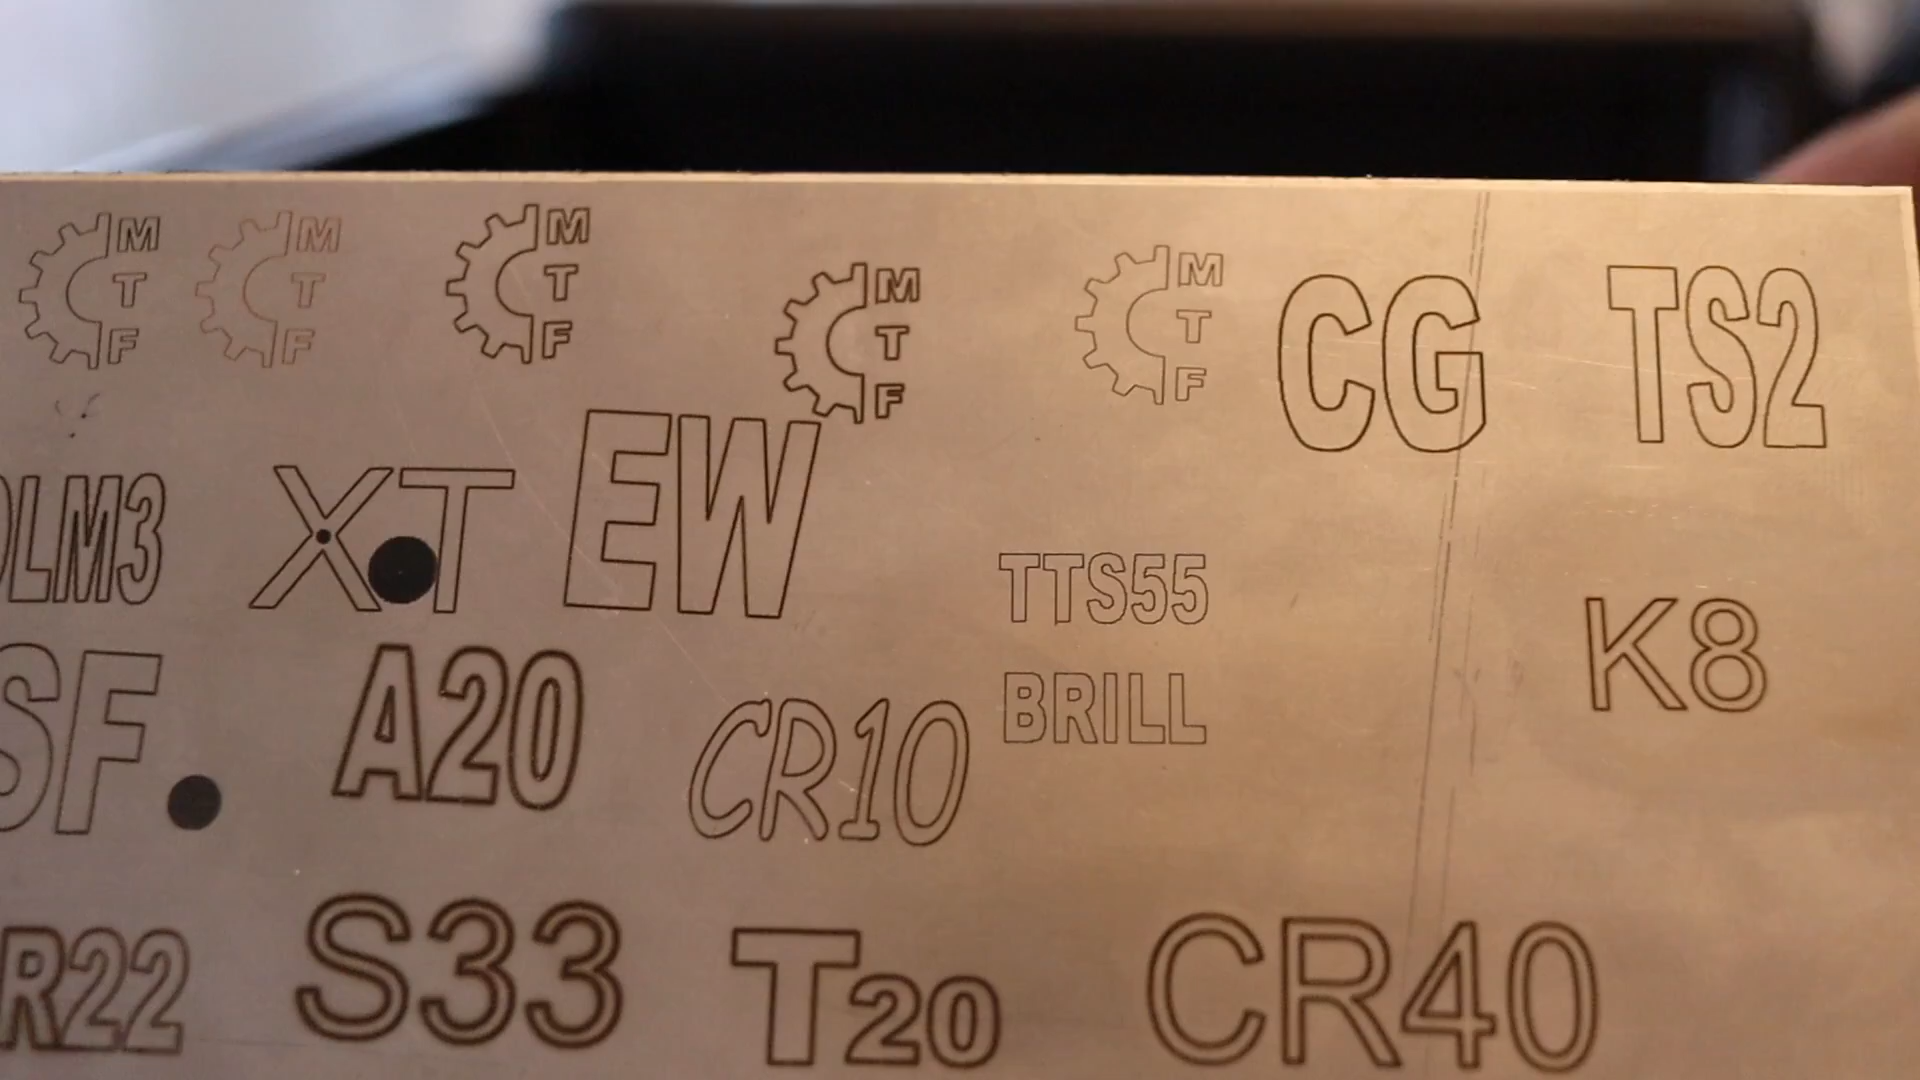 M T F
M T F
M T F
M T F
M T F
CG
TS2
LM3
XT
EW
TTS55
BRILL
K8
SF
A20
CR10
R22
S33
T20
CR40